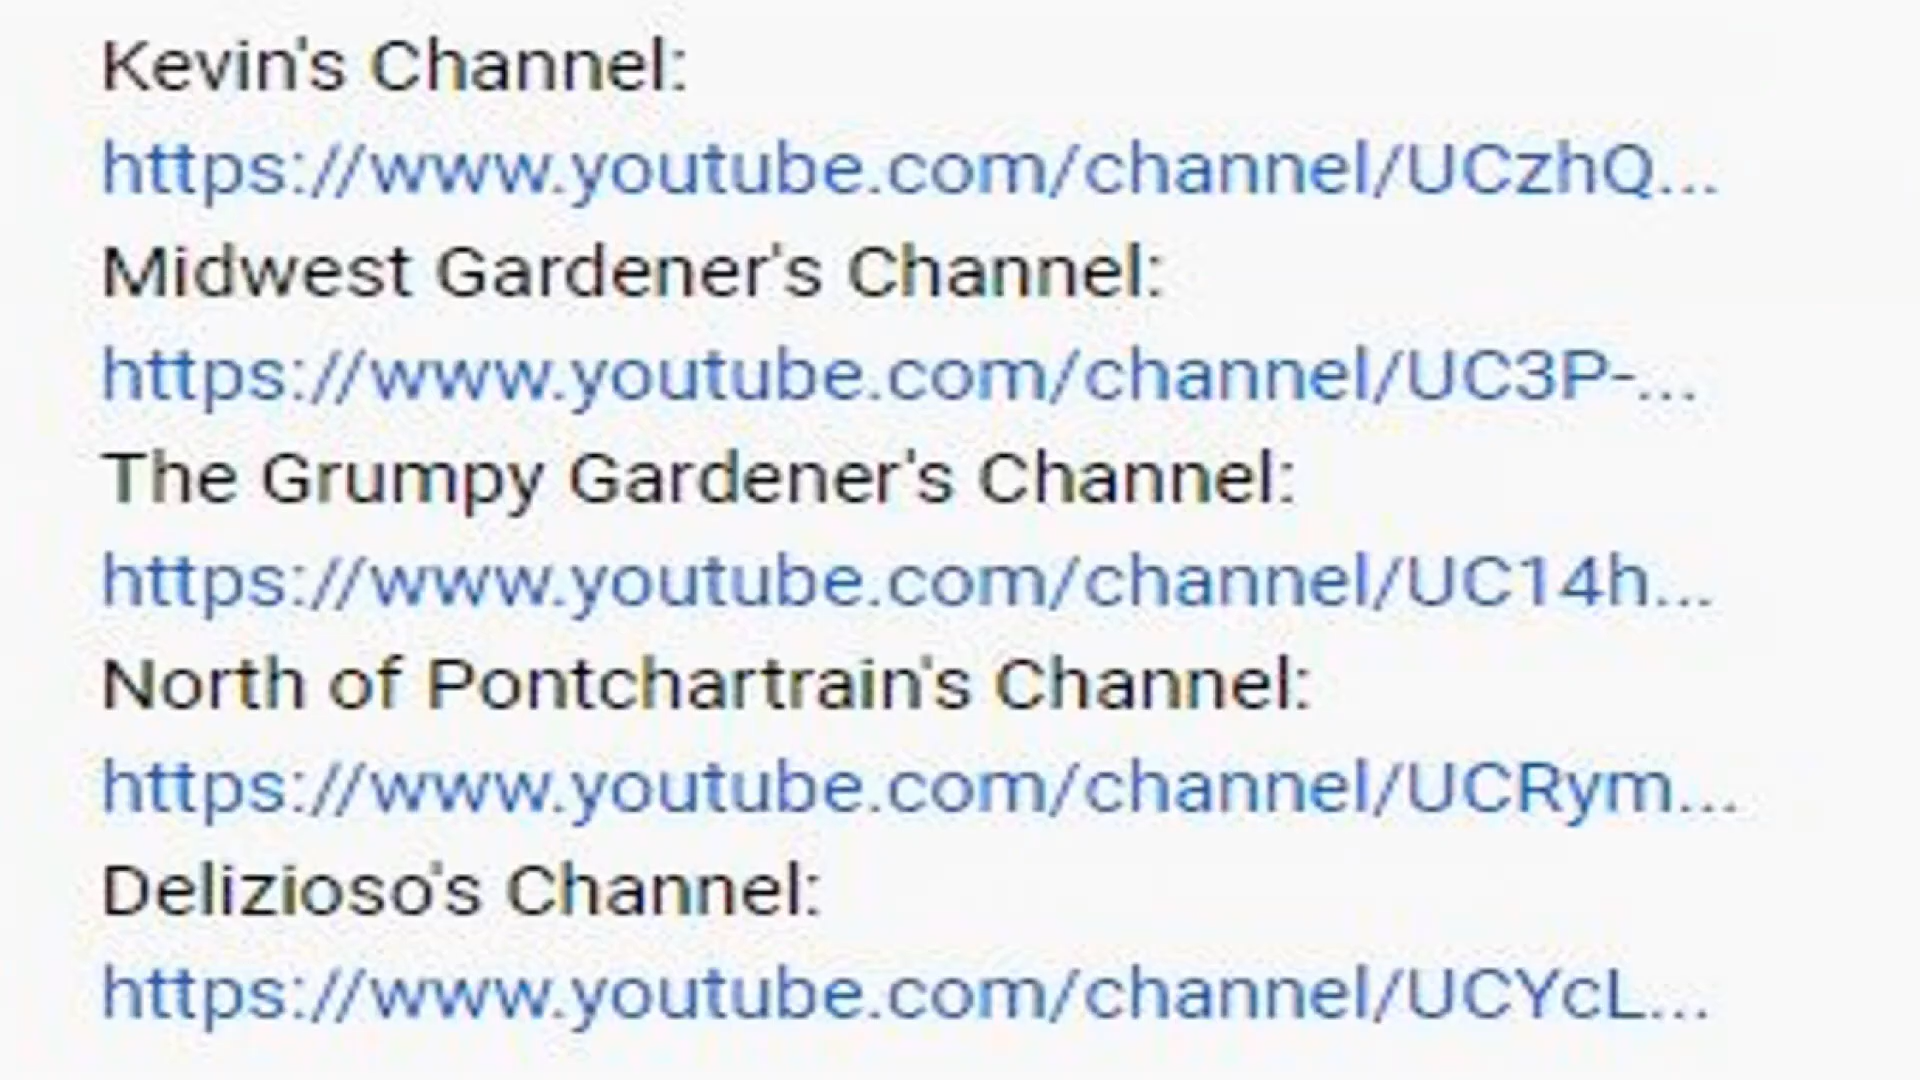 Kevin's Channel:
https://www.youtube.com/channel/UCzhQ...
Midwest Gardener's Channel:
https://www.youtube.com/channel/UC3P-...
The Grumpy Gardener's Channel:
https://www.youtube.com/channel/UC14h...
North of Pontchartrain's Channel:
https://www.youtube.com/channel/UCRym...
Delizioso's Channel:
https://www.youtube.com/channel/UCYcL...